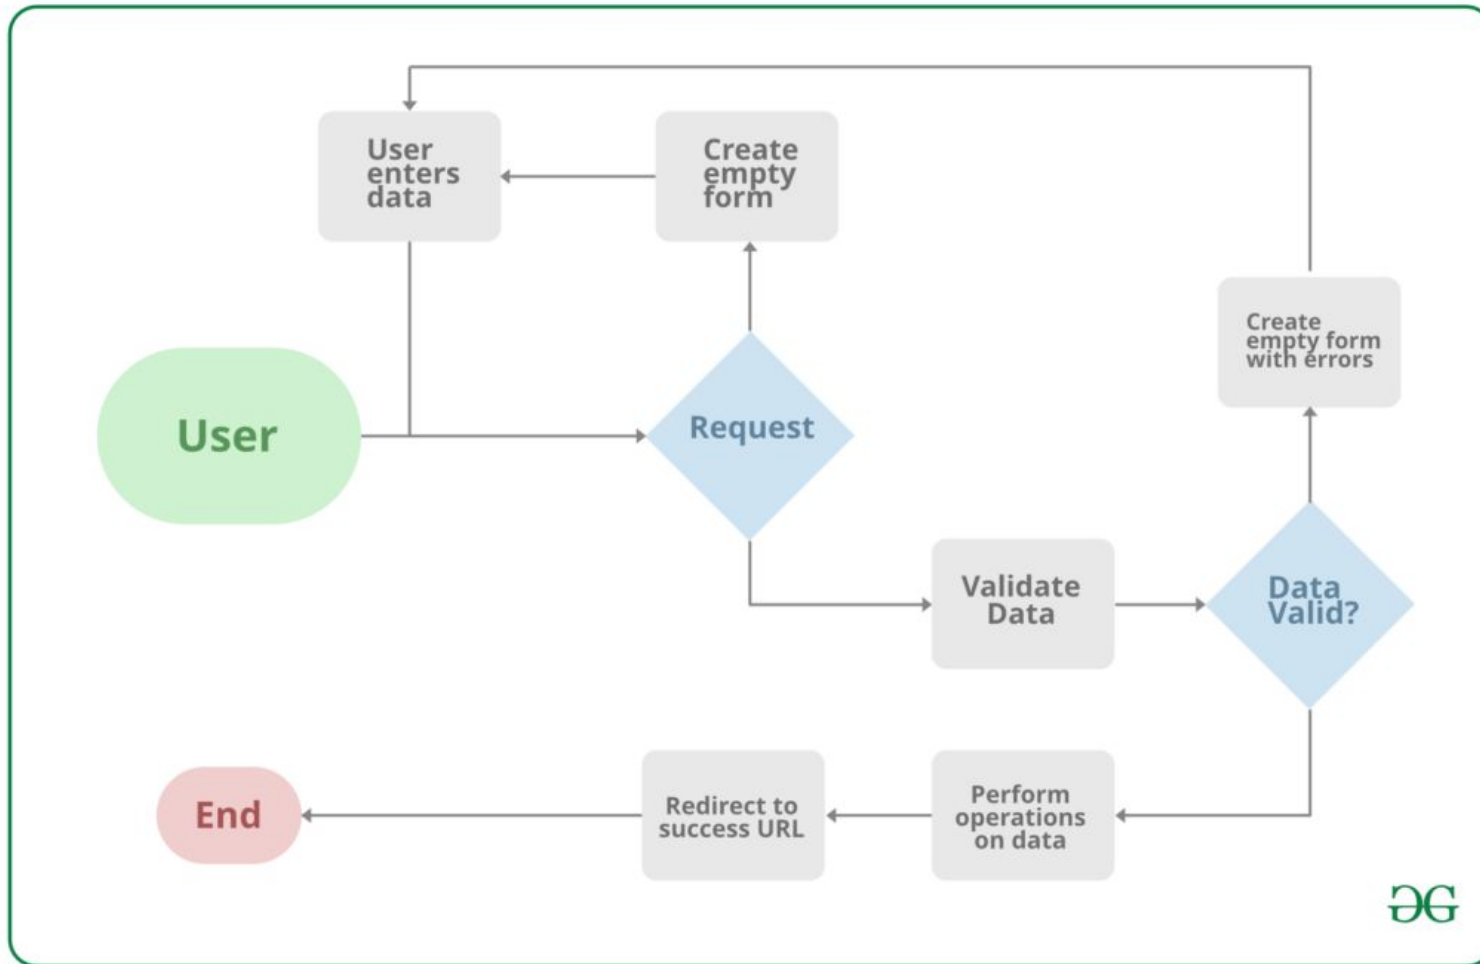 User
enters
data
Create
empty
form
Create
empty form
with errors
User
Request
Validate
Data
Data
Valid?
End
Redirect to
success URL
Perform
operations
on data